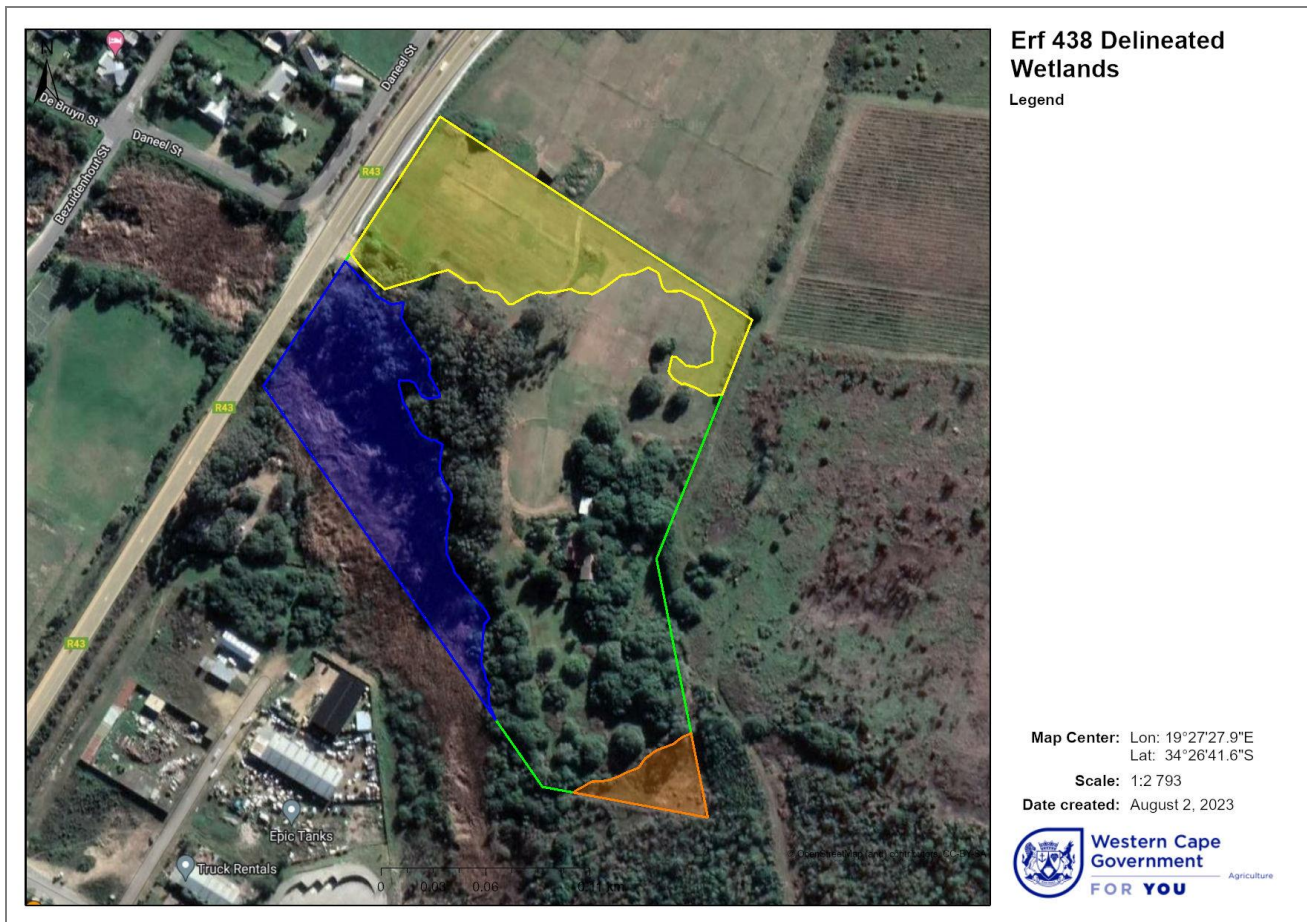 Erf 438 Delineated
Wetlands
Legend
N
De Bruyn St
Daneel St
Daneel St
Bezuidenhout St
R43
R43
R43
Epic Tanks
Truck Rentals
0 0.03 0.06 0.11 km
Map Center: Lon: 19°27'27.9"E
Lat: 34°26'41.6"S
Scale: 1:2 793
Date created: August 2, 2023
Western Cape
Government
Agriculture
FOR YOU